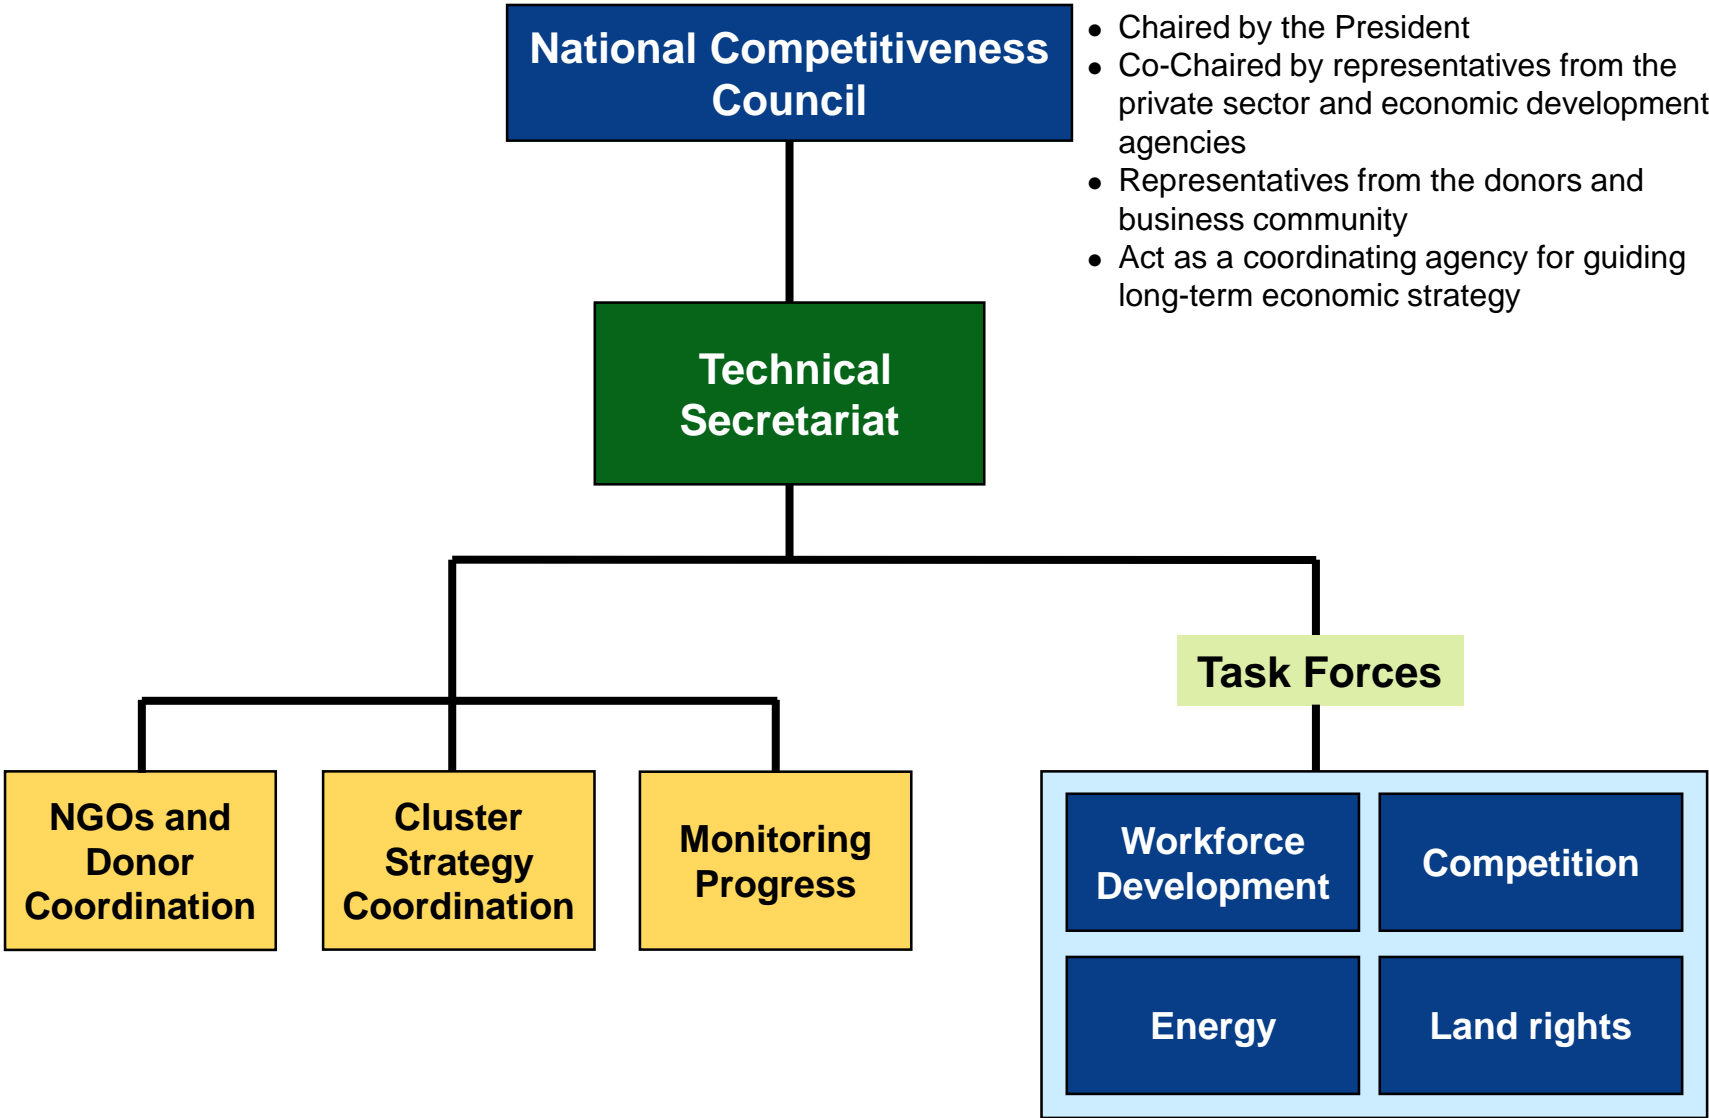 National Competitiveness
Council
● Chaired by the President
● Co-Chaired by representatives from the
private sector and economic development
agencies
● Representatives from the donors and
business community
● Act as a coordinating agency for guiding
long-term economic strategy
Technical
Secretariat
Task Forces
NGOs and
Donor
Coordination
Cluster
Strategy
Coordination
Monitoring
Progress
Workforce
Development
Competition
Energy
Land rights